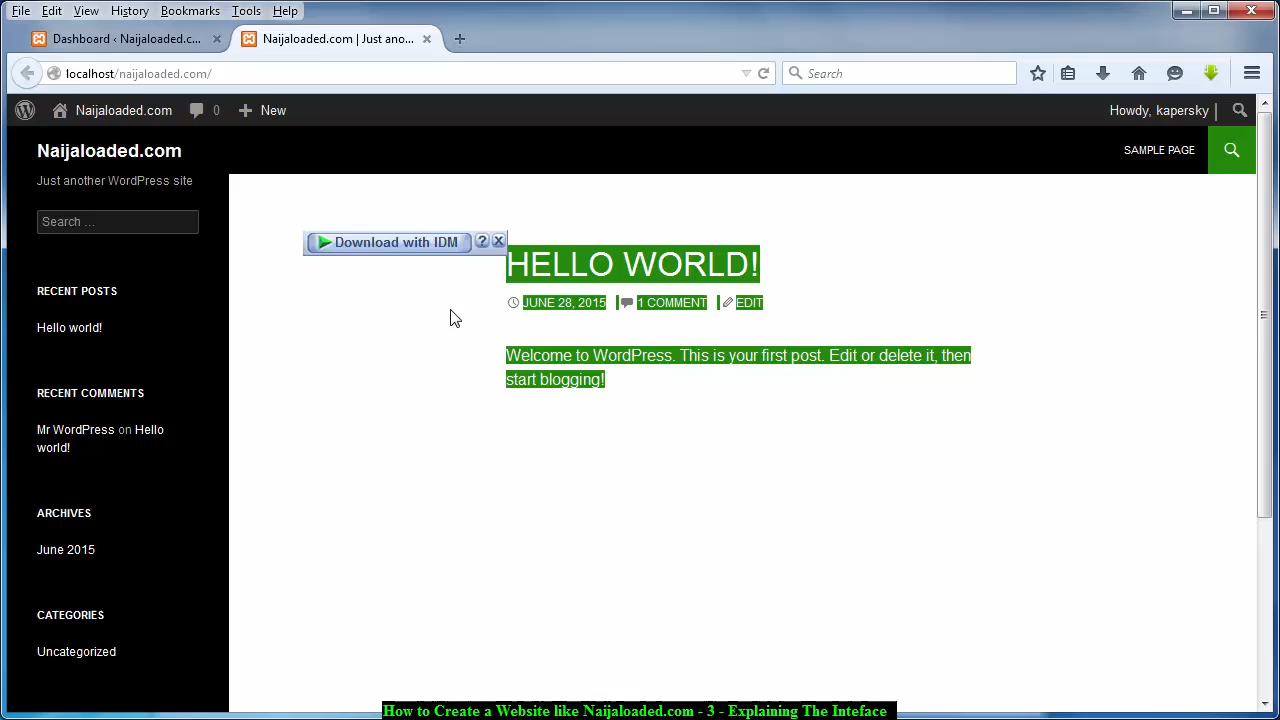 File Edit View History Bookmarks Tools Help
Dashboard ‹ Naijaloaded.c... Naijaloaded.com | Just ano...
localhost/naijaloaded.com/ Search
Naijaloaded.com 0 New Howdy, kapersky
Naijaloaded.com SAMPLE PAGE
Just another WordPress site
Search ...
Download with IDM ?
HELLO WORLD!
JUNE 28, 2015 1 COMMENT EDIT
Welcome to WordPress. This is your first post. Edit or delete it, then
start blogging!
RECENT POSTS
Hello world!
RECENT COMMENTS
Mr WordPress on Hello
world!
ARCHIVES
June 2015
CATEGORIES
Uncategorized
How to Create a Website like Naijaloaded.com - 3 - Explaining The Inteface